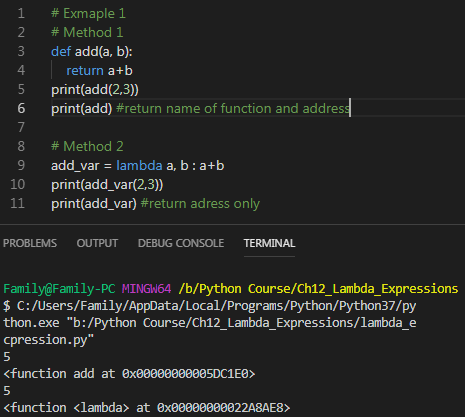 1 # Exmaple 1
2 # Method 1
3 def add(a, b):
4 return a+b
5 print(add(2,3))
6 print(add) #return name of function and address
7
8 # Method 2
9 add_var = lambda a, b : a+b
10 print(add_var(2,3))
11 print(add_var) #return adress only
PROBLEMS OUTPUT DEBUG CONSOLE TERMINAL
Family@Family-PC MINGW64 /b/Python Course/Ch12_Lambda_Expressions
$ C:/Users/Family/AppData/Local/Programs/Python/Python37/py
thon.exe "b:/Python Course/Ch12_Lambda_Expressions/lambda_e
cpression.py"
5
<function add at 0x00000000005DC1E0>
5
<function <lambda> at 0x00000000022A8AE8>